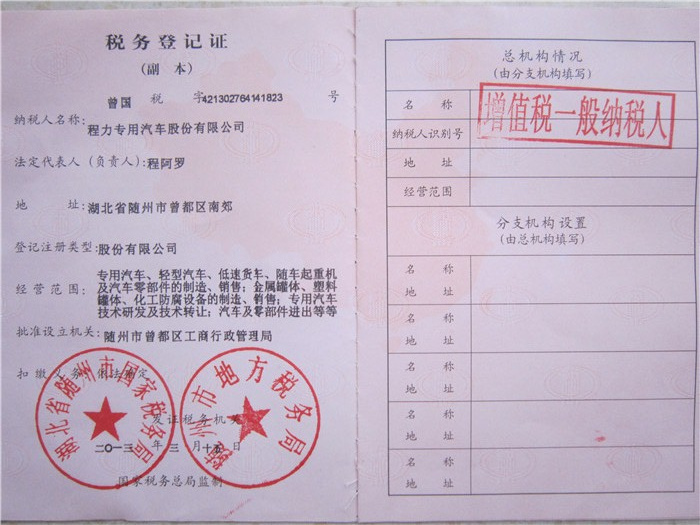 税务登记证
(副 本)
曾国 税 字421302764141823 号
纳税人名称:程力专用汽车股份有限公司
法定代表人(负责人):程阿罗
地 址:湖北省随州市曾都区南郊
登记注册类型:股份有限公司
经营范围:专用汽车、轻型汽车、低速货车、随车起重机
及汽车零部件的制造、销售;金属罐体、塑料
罐体、化工防腐设备的制造、销售;专用汽车
技术研发及技术转让;汽车及零部件进出等等
批准设立机关:随州市曾都区工商行政管理局
扣缴义务:依法确定
湖北省随州市国家税务局
随州市地方税务局
发证税务机关
二〇一三 年 三 月 十五 日
国家税务总局监制
总机构情况
(由分支机构填写)
名 称
增值税一般纳税人
纳税人识别号
地 址
经营范围
分支机构设置
(由总机构填写)
名 称
地 址
名 称
地 址
名 称
地 址
名 称
地 址
名 称
地 址